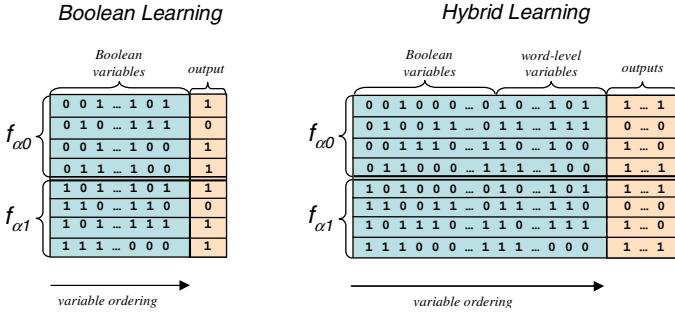 Boolean Learning
Boolean variables
output
f α0
0 0 1 … 1 0 1 1
0 1 0 … 1 1 1 0
0 0 1 … 1 0 0 1
0 1 1 … 1 0 0 1
f α1
1 0 1 … 1 0 1 1
1 1 0 … 1 1 0 0
1 0 1 … 1 1 1 1
1 1 1 … 0 0 0 1
variable ordering
Hybrid Learning
Boolean variables
word-level variables
outputs
f α0
0 0 1 0 0 0 … 0 1 0 … 1 0 1 1 … 1
0 1 0 0 1 1 … 0 1 1 … 1 1 1 0 … 0
0 0 1 1 1 0 … 1 1 0 … 1 0 0 1 … 0
0 1 1 0 0 0 … 1 1 1 … 1 0 0 1 … 1
f α1
1 0 1 0 0 0 … 1 1 0 … 1 0 1 1 … 1
1 1 0 0 1 1 … 0 1 1 … 1 1 0 0 … 0
1 0 1 1 1 0 … 1 1 0 … 1 1 1 1 … 0
1 1 1 0 0 0 … 1 1 1 … 0 0 0 1 … 1
variable ordering